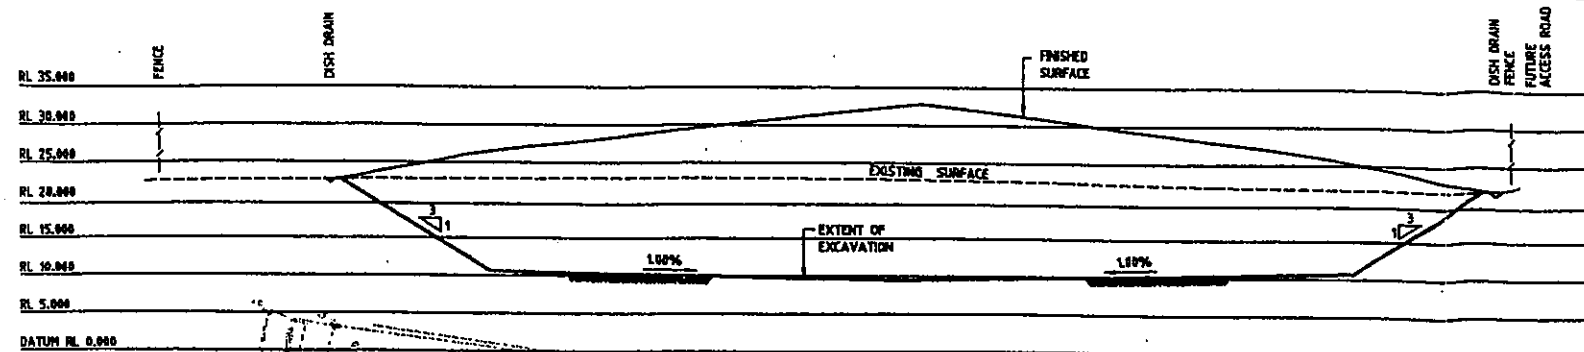 FENCE
DISH DRAIN
FINISHED
SURFACE
DISH DRAIN
FENCE
FUTURE
ACCESS ROAD
RL 35.000
RL 30.000
RL 25.000
EXISTING SURFACE
RL 20.000
3
1
3
1
RL 15.000
EXTENT OF
EXCAVATION
1.00%
1.00%
RL 10.000
RL 5.000
DATUM RL 0.000